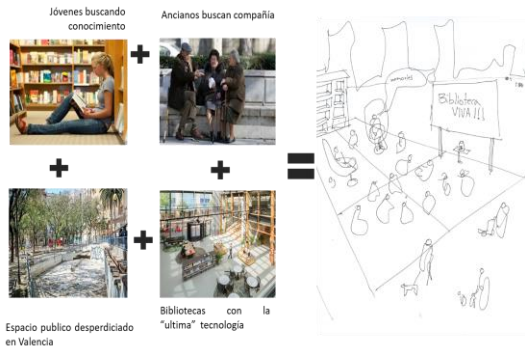 Jóvenes buscando
conocimiento
Ancianos buscan compañía
Espacio publico desperdiciado
en Valencia
Bibliotecas con la
“ultima” tecnología
Biblioteca
VIVA!!!